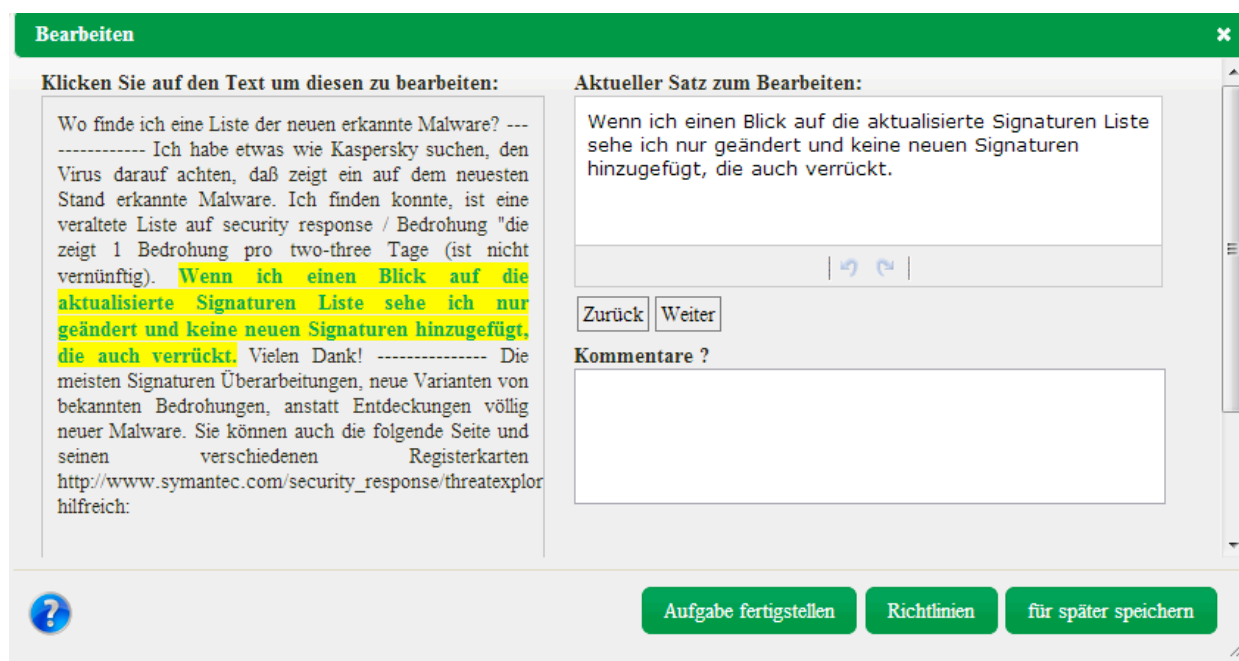 Bearbeiten
Klicken Sie auf den Text um diesen zu bearbeiten:
Wo finde ich eine Liste der neuen erkannte Malware? ---
------------- Ich habe etwas wie Kaspersky suchen, den
Virus darauf achten, daß zeigt ein auf dem neuesten
Stand erkannte Malware. Ich finden konnte, ist eine
veraltete Liste auf security response / Bedrohung "die
zeigt 1 Bedrohung pro two-three Tage (ist nicht
vernünftig). Wenn ich einen Blick auf die
aktualisierte Signaturen Liste sehe ich nur
geändert und keine neuen Signaturen hinzugefügt,
die auch verrückt. Vielen Dank! --------------- Die
meisten Signaturen Überarbeitungen, neue Varianten von
bekannten Bedrohungen, anstatt Entdeckungen völlig
neuer Malware. Sie können auch die folgende Seite und
seinen verschiedenen Registerkarten
http://www.symantec.com/security_response/threatexplor
hilfreich:
Aktueller Satz zum Bearbeiten:
Wenn ich einen Blick auf die aktualisierte Signaturen Liste
sehe ich nur geändert und keine neuen Signaturen
hinzugefügt, die auch verrückt.
Zurück Weiter
Kommentare ?
? Aufgabe fertigstellen Richtlinien für später speichern